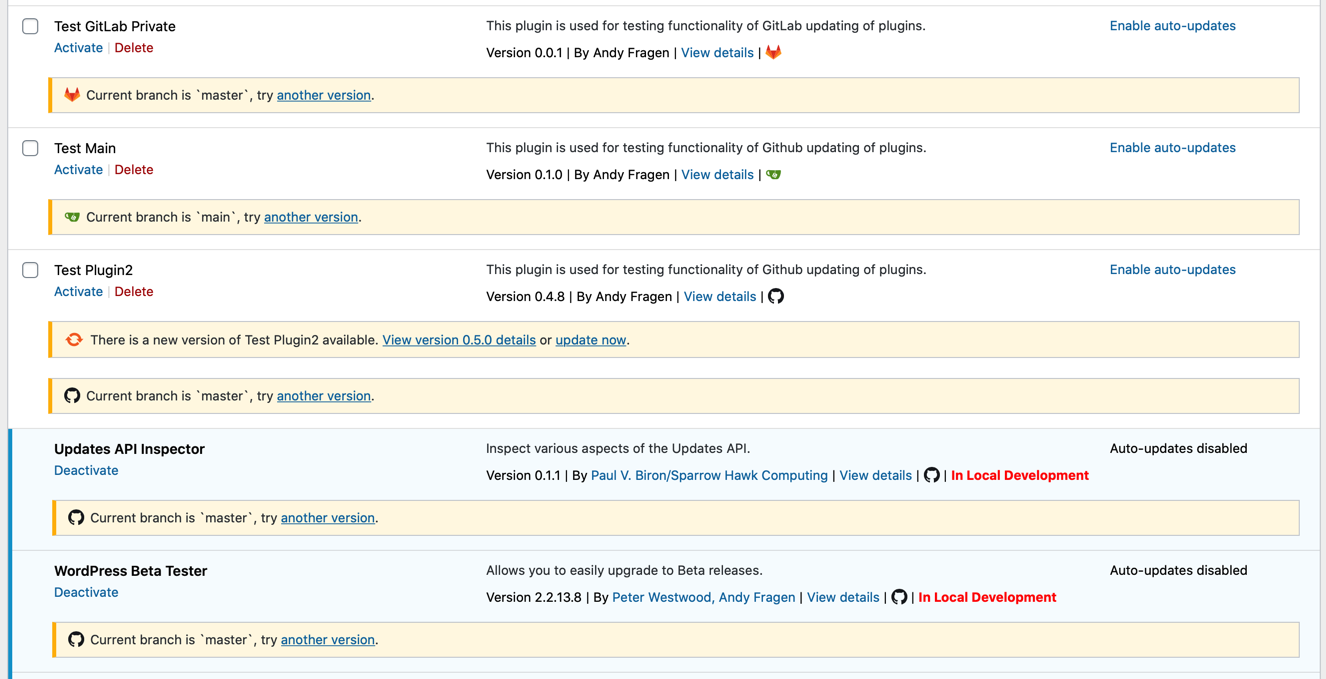 Test GitLab Private
This plugin is used for testing functionality of GitLab updating of plugins.
Enable auto-updates
Activate | Delete
Version 0.0.1 | By Andy Fragen | View details |
Current branch is `master`, try another version.
Test Main
This plugin is used for testing functionality of Github updating of plugins.
Enable auto-updates
Activate | Delete
Version 0.1.0 | By Andy Fragen | View details |
Current branch is `main`, try another version.
Test Plugin2
This plugin is used for testing functionality of Github updating of plugins.
Enable auto-updates
Activate | Delete
Version 0.4.8 | By Andy Fragen | View details |
There is a new version of Test Plugin2 available. View version 0.5.0 details or update now.
Current branch is `master`, try another version.
Updates API Inspector
Inspect various aspects of the Updates API.
Auto-updates disabled
Deactivate
Version 0.1.1 | By Paul V. Biron/Sparrow Hawk Computing | View details | | In Local Development
Current branch is `master`, try another version.
WordPress Beta Tester
Allows you to easily upgrade to Beta releases.
Auto-updates disabled
Deactivate
Version 2.2.13.8 | By Peter Westwood, Andy Fragen | View details | | In Local Development
Current branch is `master`, try another version.